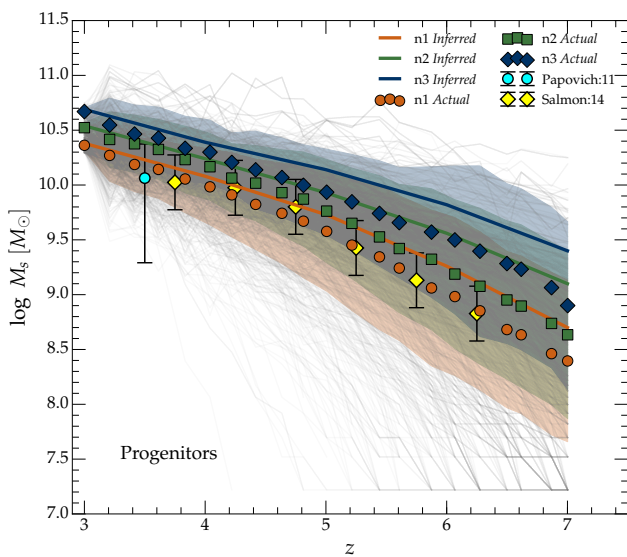 n1 Inferred
n2 Inferred
n3 Inferred
n1 Actual
n2 Actual
n3 Actual
Papovich:11
Salmon:14
11.5
11.0
10.5
10.0
9.5
9.0
8.5
8.0
7.5
7.0
log M_s [M_⊙]
Progenitors
3
4
5
6
7
z